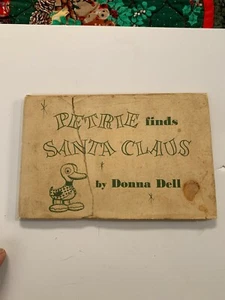 PETRIE finds
SANTA CLAUS
by Donna Dell